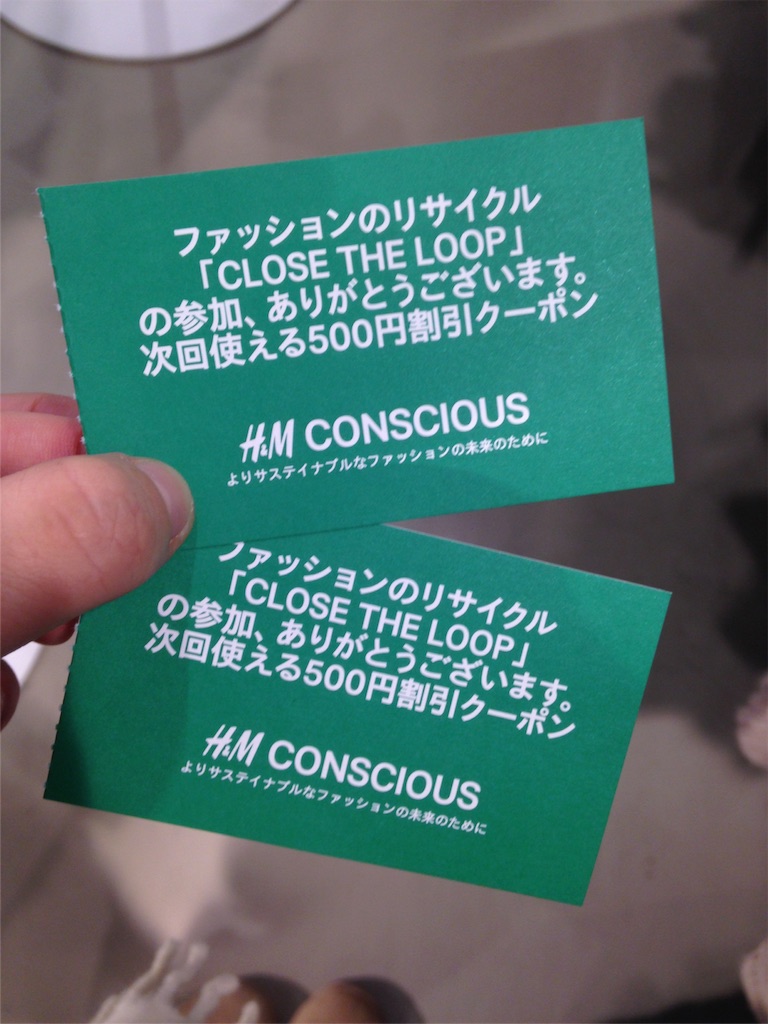 ファッションのリサイクル
「CLOSE THE LOOP」
の参加、ありがとうございます。
次回使える500円割引クーポン
H&M CONSCIOUS
よりサステイナブルなファッションの未来のために
ファッションのリサイクル
「CLOSE THE LOOP」
の参加、ありがとうございます。
次回使える500円割引クーポン
H&M CONSCIOUS
よりサステイナブルなファッションの未来のために